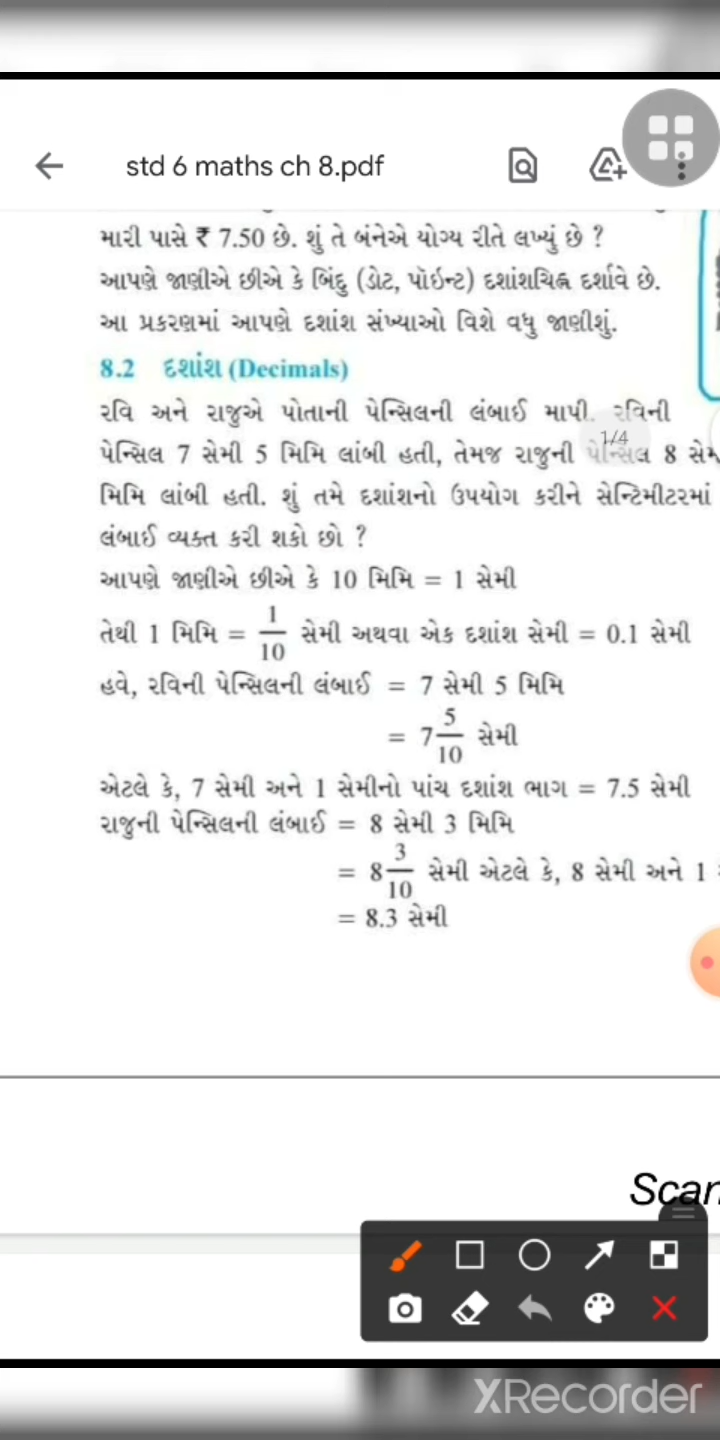 std 6 maths ch 8.pdf
મારી પાસે ₹ 7.50 છે. શું તે બંનેએ યોગ્ય રીતે લખ્યું છે ?
આપણે જાણીએ છીએ કે બિંદુ (ડોટ, પૉઇન્ટ) દશાંશચિહ્ન દર્શાવે છે.
આ પ્રકરણમાં આપણે દશાંશ સંખ્યાઓ વિશે વધુ જાણીશું.
8.2 દશાંશ (Decimals)
રવિ અને રાજુએ પોતાની પેન્સિલની લંબાઈ માપી. રવિની
1/4
પેન્સિલ 7 સેમી 5 મિમિ લાંબી હતી, તેમજ રાજુની પેન્સિલ 8
મિમિ લાંબી હતી. શું તમે દશાંશનો ઉપયોગ કરીને સેન્ટિમીટરમાં
લંબાઈ વ્યક્ત કરી શકો છો ?
આપણે જાણીએ છીએ કે 10 મિમિ = 1 સેમી
તેથી 1 મિમિ = 1/10 સેમી અથવા એક દશાંશ સેમી = 0.1 સેમી
હવે, રવિની પેન્સિલની લંબાઈ = 7 સેમી 5 મિમિ
= 7 5/10 સેમી
એટલે કે, 7 સેમી અને 1 સેમીનો પાંચ દશાંશ ભાગ = 7.5 સેમી
રાજુની પેન્સિલની લંબાઈ = 8 સેમી 3 મિમિ
= 8 3/10 સેમી એટલે કે, 8 સેમી અને 1
= 8.3 સેમી
Scan
XRecorder